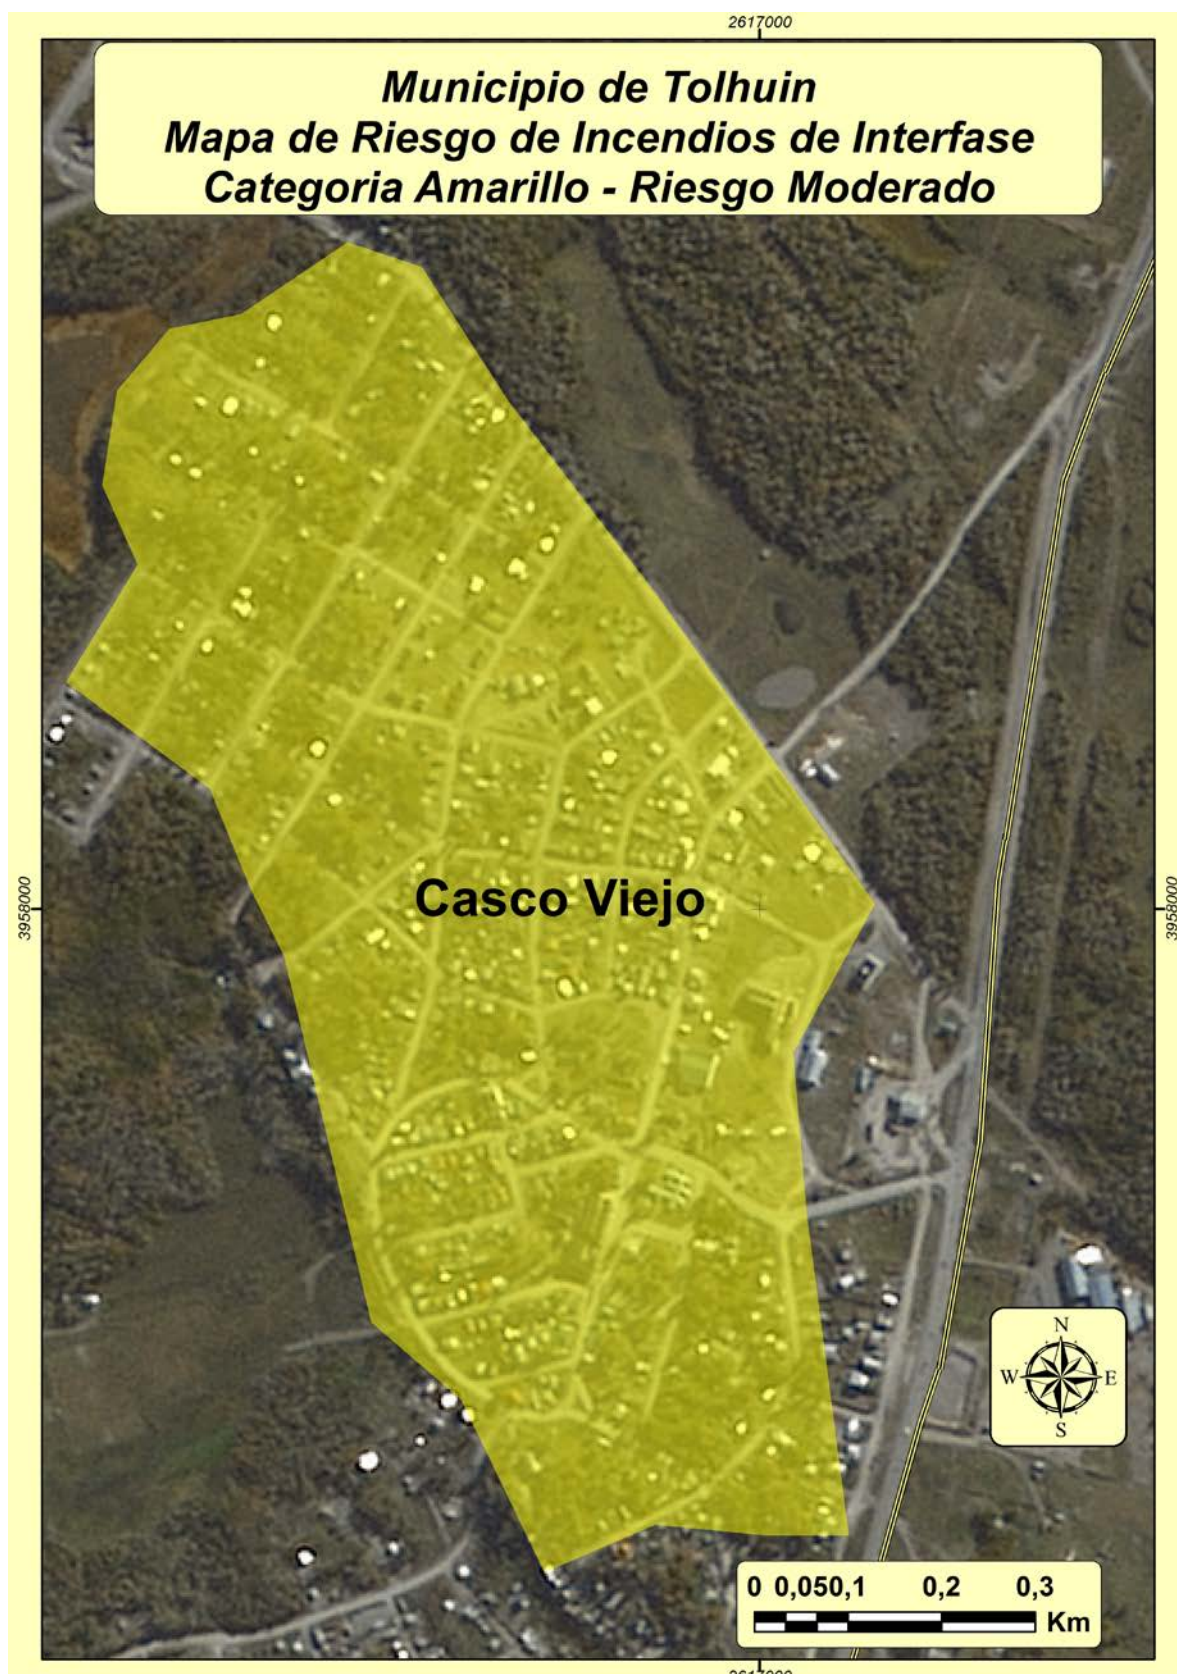 2617000
Municipio de Tolhuin
Mapa de Riesgo de Incendios de Interfase
Categoria Amarillo - Riesgo Moderado
3958000
3958000
Casco Viejo
N
W E
S
0 0,050,1 0,2 0,3
Km
2617000